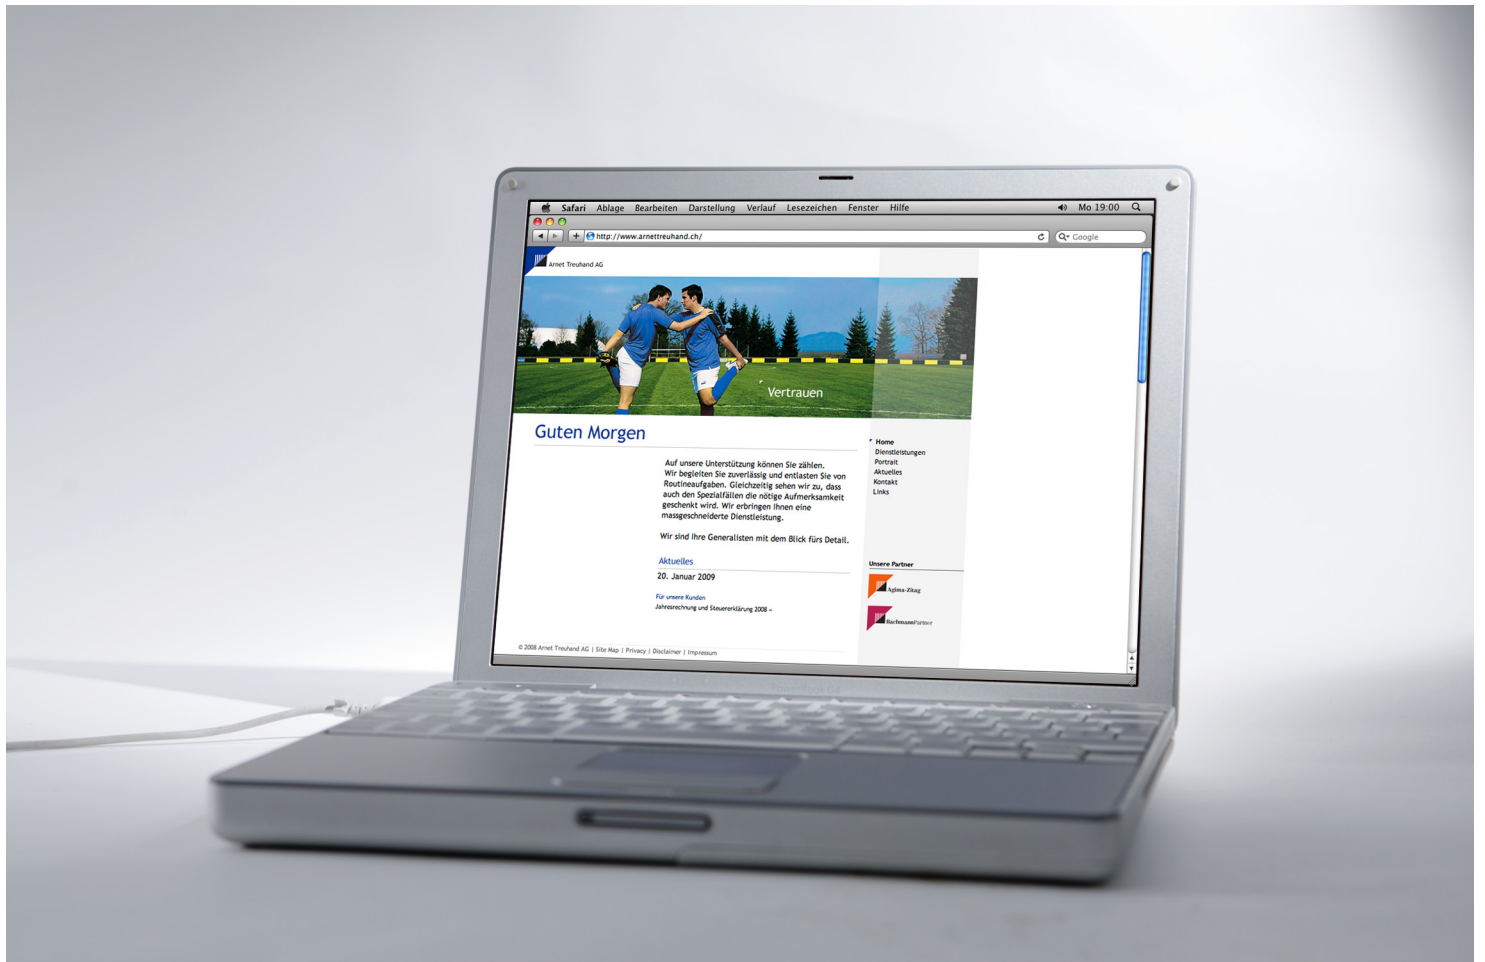 Safari Ablage Bearbeiten Darstellung Verlauf Lesezeichen Fenster Hilfe Mo 19:00
http://www.arnettreuhand.ch/ Google
Arnet Treuhand AG
Vertrauen
Guten Morgen
Auf unsere Unterstützung können Sie zählen.
Wir begleiten Sie zuverlässig und entlasten Sie von
Routineaufgaben. Gleichzeitig sehen wir zu, dass
auch den Spezialfällen die nötige Aufmerksamkeit
geschenkt wird. Wir erbringen Ihnen eine
massgeschneiderte Dienstleistung.
Wir sind Ihre Generalisten mit dem Blick fürs Detail.
Aktuelles
20. Januar 2009
Für unsere Kunden
Jahresrechnung und Steuererklärung 2008 »
Home
Dienstleistungen
Portrait
Aktuelles
Kontakt
Links
Unsere Partner
Agima-Zitag
BachmannPartner
© 2008 Arnet Treuhand AG | Site Map | Privacy | Disclaimer | Impressum